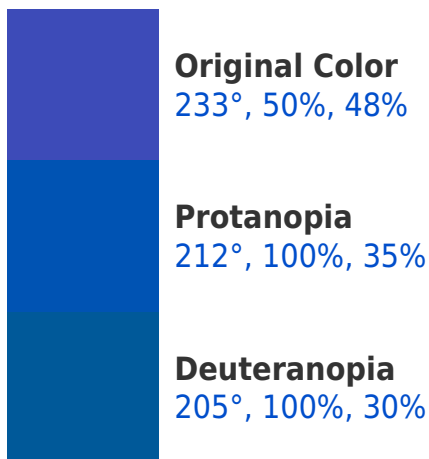 Original Color
233°, 50%, 48%
Protanopia
212°, 100%, 35%
Deuteranopia
205°, 100%, 30%